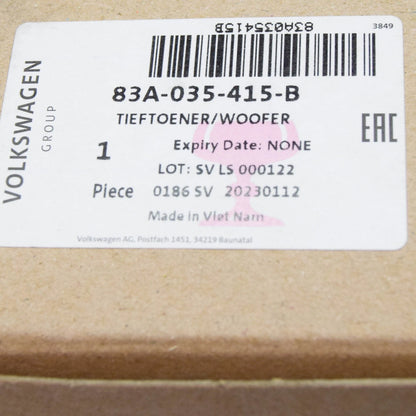 3849
83A035415B
83A-035-415-B
TIEFTOENER/WOOFER
EAC
VOLKSWAGEN
GROUP
1 Expiry Date: NONE
LOT: SV LS 000122
Piece 0186 SV 20230112
Made in Viet Nam
Volkswagen AG, Postfach 1451, 34219 Baunatal